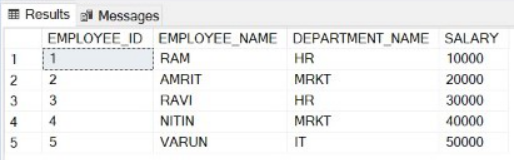 Results Messages
EMPLOYEE_ID EMPLOYEE_NAME DEPARTMENT_NAME SALARY
1 1 RAM HR 10000
2 2 AMRIT MRKT 20000
3 3 RAVI HR 30000
4 4 NITIN MRKT 40000
5 5 VARUN IT 50000